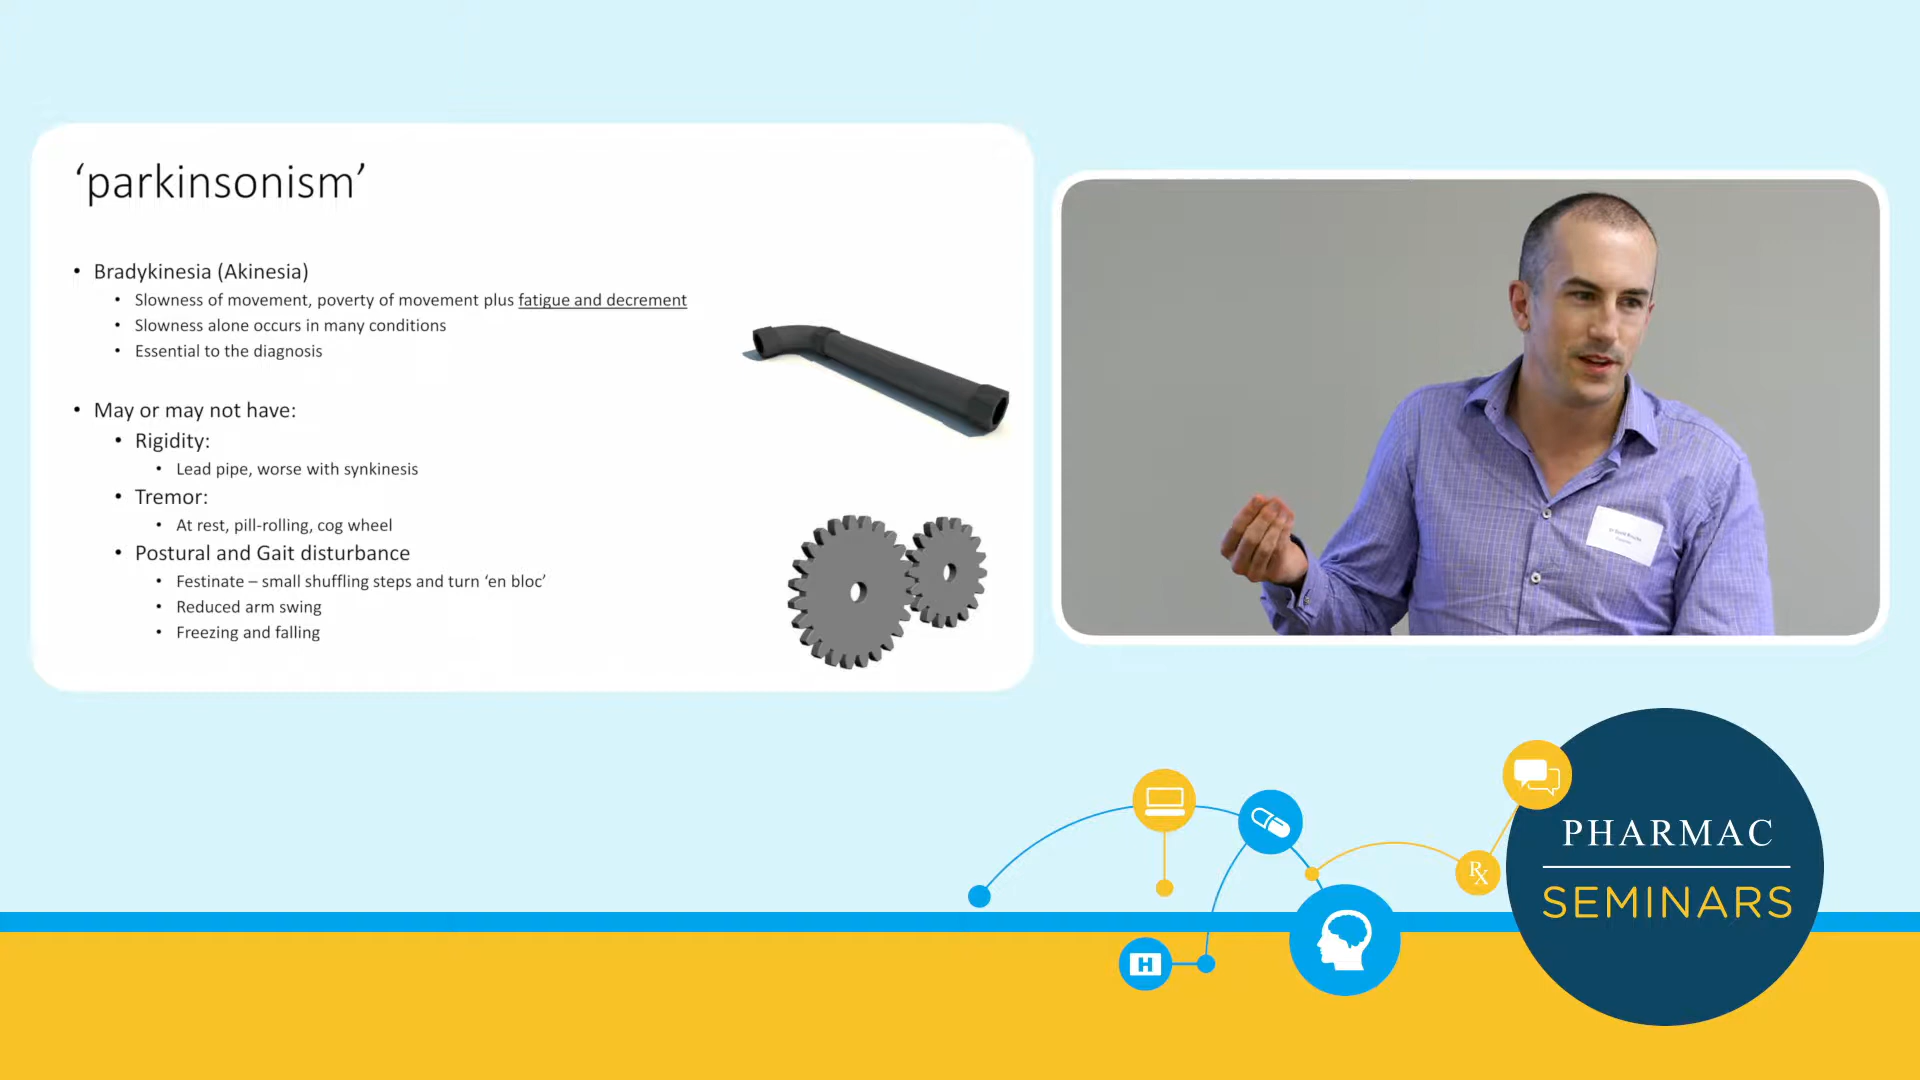 ‘parkinsonism’
• Bradykinesia (Akinesia)
• Slowness of movement, poverty of movement plus fatigue and decrement
• Slowness alone occurs in many conditions
• Essential to the diagnosis
• May or may not have:
• Rigidity:
• Lead pipe, worse with synkinesis
• Tremor:
• At rest, pill-rolling, cog wheel
• Postural and Gait disturbance
• Festinate – small shuffling steps and turn ‘en bloc’
• Reduced arm swing
• Freezing and falling
Rx
PHARMAC
SEMINARS
H